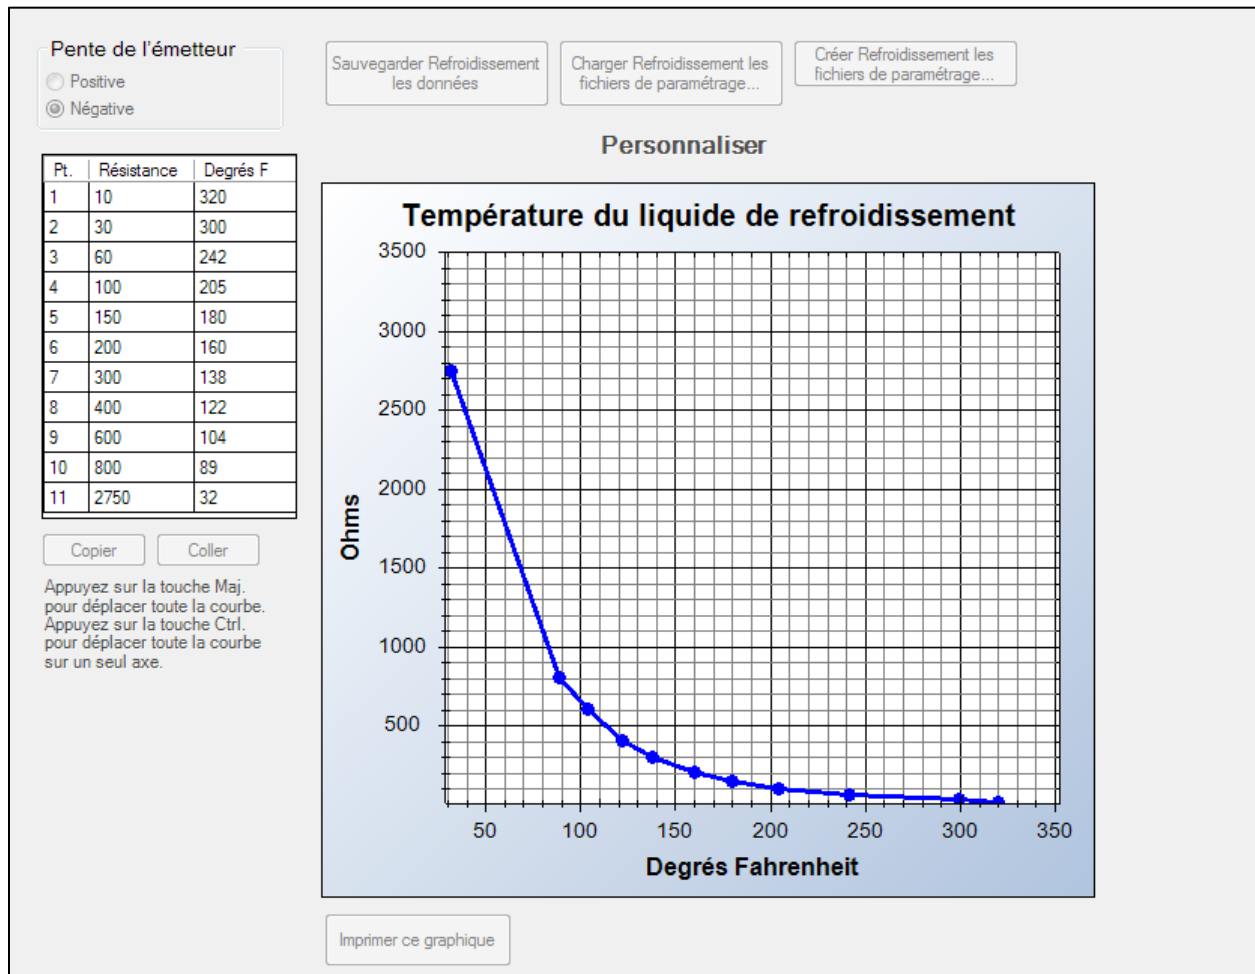 Pente de l'émetteur
Positive
Négative
Sauvegarder Refroidissement
les données
Charger Refroidissement les
fichiers de paramétrage...
Créer Refroidissement les
fichiers de paramétrage...
Personnaliser
Pt. Résistance Degrés F
1 10 320
2 30 300
3 60 242
4 100 205
5 150 180
6 200 160
7 300 138
8 400 122
9 600 104
10 800 89
11 2750 32
Copier Coller
Appuyez sur la touche Maj.
pour déplacer toute la courbe.
Appuyez sur la touche Ctrl.
pour déplacer toute la courbe
sur un seul axe.
Température du liquide de refroidissement
3500
3000
2500
2000
1500
1000
500
Ohms
50 100 150 200 250 300 350
Degrés Fahrenheit
Imprimer ce graphique